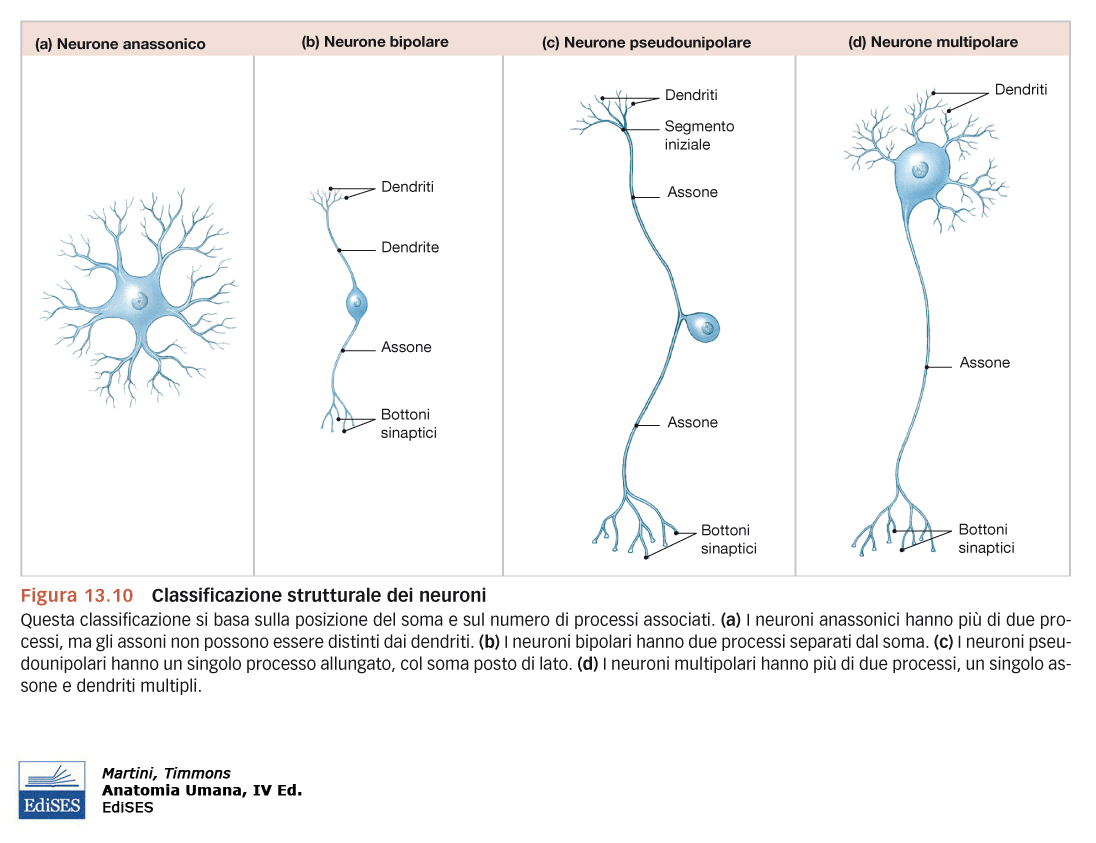 (a) Neurone anassonico
(b) Neurone bipolare
(c) Neurone pseudounipolare
(d) Neurone multipolare
Dendriti
Dendrite
Assone
Bottoni
sinaptici
Dendriti
Segmento
iniziale
Assone
Assone
Bottoni
sinaptici
Dendriti
Assone
Bottoni
sinaptici
Figura 13.10 Classificazione strutturale dei neuroni
Questa classificazione si basa sulla posizione del soma e sul numero di processi associati. (a) I neuroni anassonici hanno più di due pro-
cessi, ma gli assoni non possono essere distinti dai dendriti. (b) I neuroni bipolari hanno due processi separati dal soma. (c) I neuroni pseu-
dounipolari hanno un singolo processo allungato, col soma posto di lato. (d) I neuroni multipolari hanno più di due processi, un singolo as-
sone e dendriti multipli.
EdiSES
Martini, Timmons
Anatomia Umana, IV Ed.
EdiSES